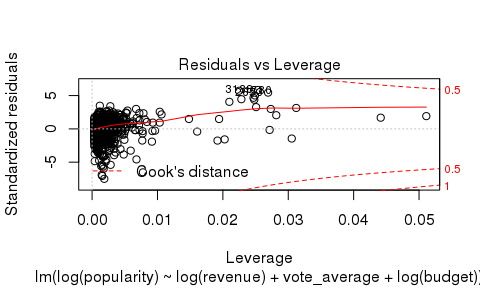 Residuals vs Leverage
Standardized residuals
5
0
-5
0.5
0.5
1
Cook's distance
0.00
0.01
0.02
0.03
0.04
0.05
Leverage
lm(log(popularity) ~ log(revenue) + vote_average + log(budget))